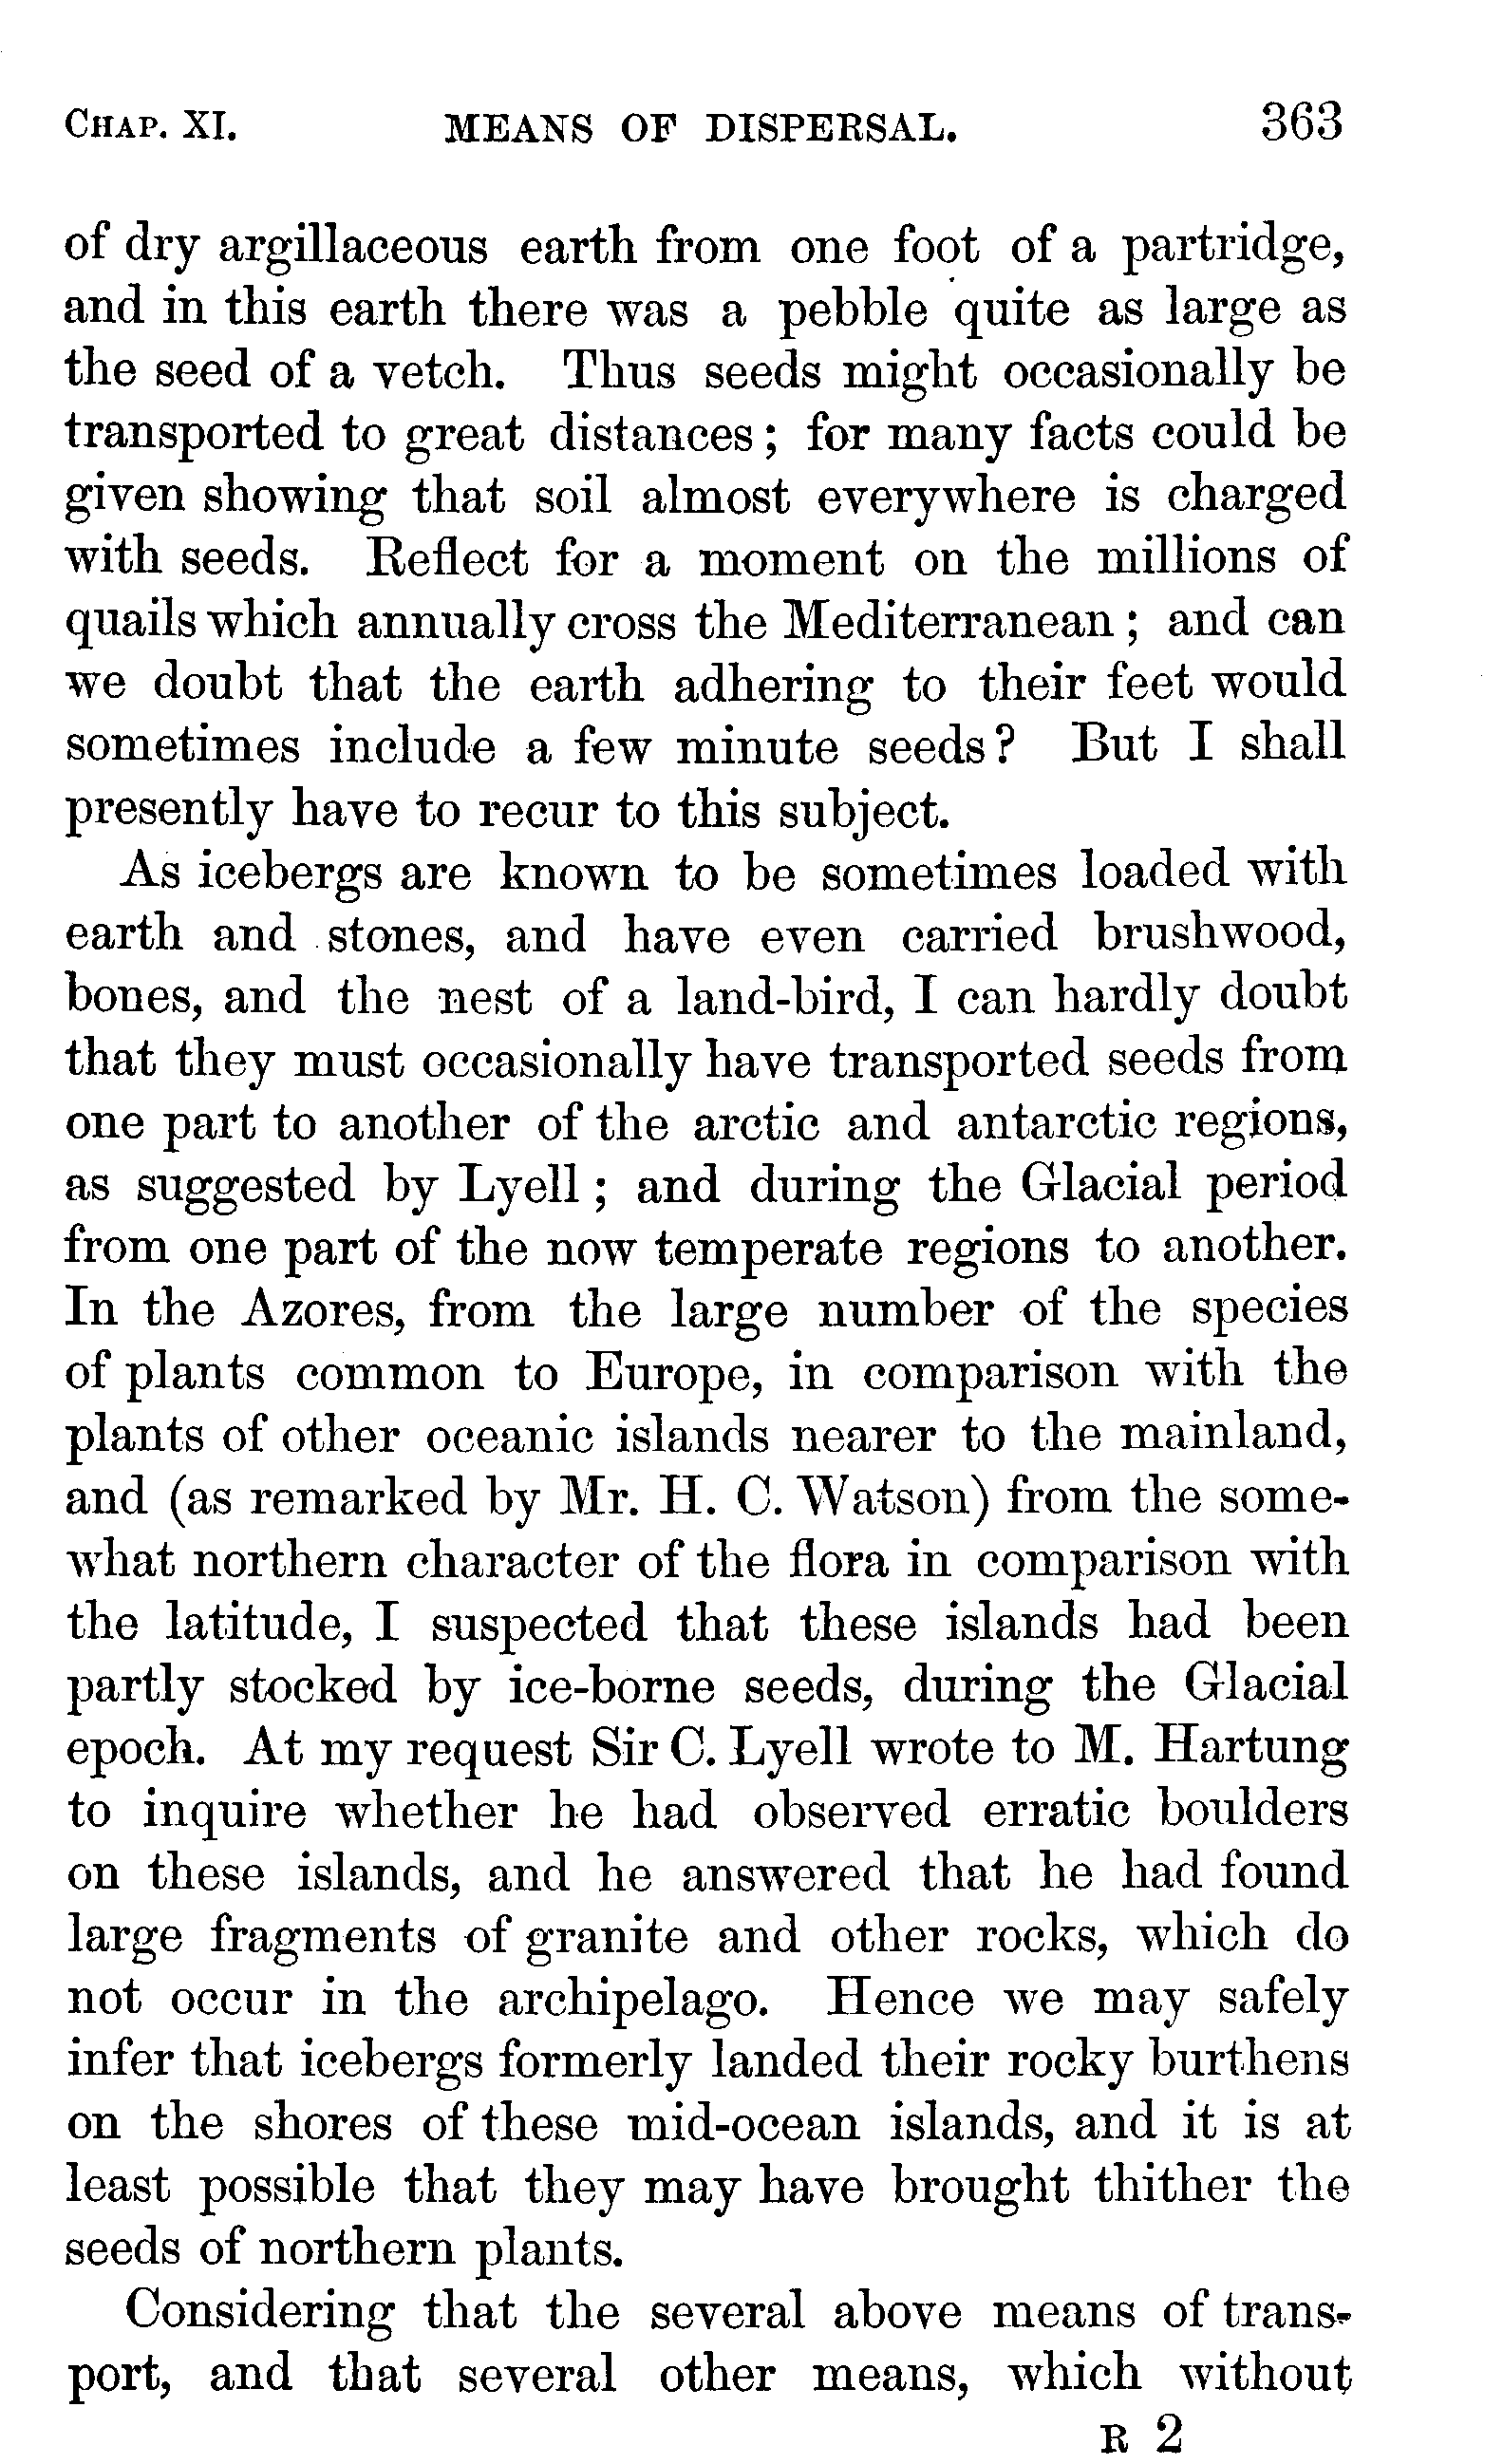 CHAP. XI. MEANS OF DISPERSAL. 363
of dry argillaceous earth from one foot of a partridge,
and in this earth there was a pebble quite as large as
the seed of a vetch. Thus seeds might occasionally be
transported to great distances; for many facts could be
given showing that soil almost everywhere is charged
with seeds. Reflect for a moment on the millions of
quails which annually cross the Mediterranean; and can
we doubt that the earth adhering to their feet would
sometimes include a few minute seeds? But I shall
presently have to recur to this subject.
As icebergs are known to be sometimes loaded with
earth and stones, and have even carried brushwood,
bones, and the nest of a land-bird, I can hardly doubt
that they must occasionally have transported seeds from
one part to another of the arctic and antarctic regions,
as suggested by Lyell; and during the Glacial period
from one part of the now temperate regions to another.
In the Azores, from the large number of the species
of plants common to Europe, in comparison with the
plants of other oceanic islands nearer to the mainland,
and (as remarked by Mr. H. C. Watson) from the some-
what northern character of the flora in comparison with
the latitude, I suspected that these islands had been
partly stocked by ice-borne seeds, during the Glacial
epoch. At my request Sir C. Lyell wrote to M. Hartung
to inquire whether he had observed erratic boulders
on these islands, and he answered that he had found
large fragments of granite and other rocks, which do
not occur in the archipelago. Hence we may safely
infer that icebergs formerly landed their rocky burthens
on the shores of these mid-ocean islands, and it is at
least possible that they may have brought thither the
seeds of northern plants.
Considering that the several above means of trans-
port, and that several other means, which without
R 2